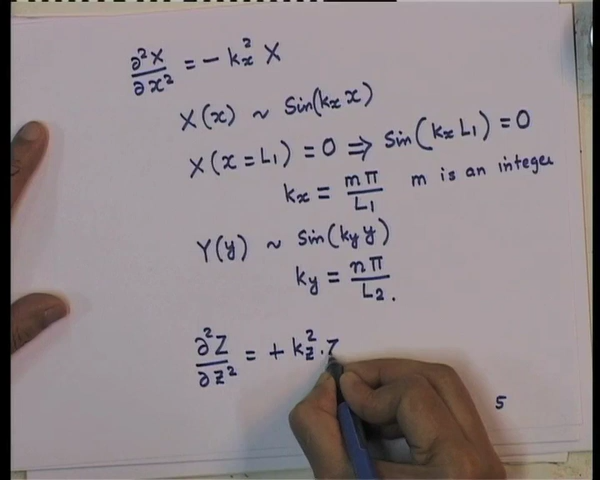 ∂²X/∂x² = − kx² X
X(x) ~ Sin(kx x)
X(x = L1) = 0 ⇒ Sin(kx L1) = 0
kx = mπ/L1   m is an integer
Y(y) ~ Sin(ky y)
ky = nπ/L2.
∂²Z/∂z² = + kz². Z
5